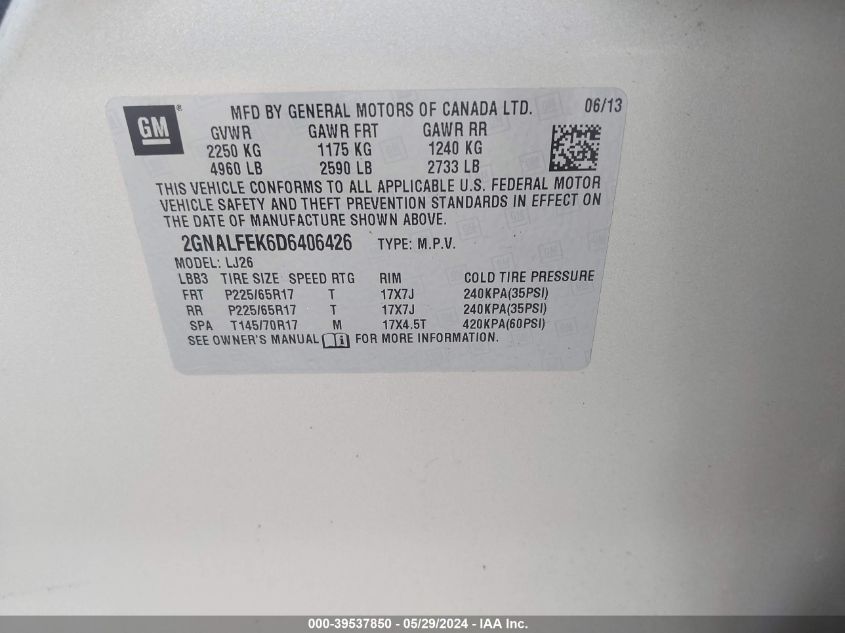 GM ® MFD BY GENERAL MOTORS OF CANADA LTD. 06/13
GVWR GAWR FRT GAWR RR
2250 KG 1175 KG 1240 KG
4960 LB 2590 LB 2733 LB
THIS VEHICLE CONFORMS TO ALL APPLICABLE U.S. FEDERAL MOTOR
VEHICLE SAFETY AND THEFT PREVENTION STANDARDS IN EFFECT ON
THE DATE OF MANUFACTURE SHOWN ABOVE.
2GNALFEK6D6406426 TYPE: M.P.V.
MODEL: LJ26
LBB3 TIRE SIZE SPEED RTG RIM COLD TIRE PRESSURE
FRT P225/65R17 T 17X7J 240KPA(35PSI)
RR P225/65R17 T 17X7J 240KPA(35PSI)
SPA T145/70R17 M 17X4.5T 420KPA(60PSI)
SEE OWNER'S MANUAL i FOR MORE INFORMATION.
000-39537850 - 05/29/2024 - IAA Inc.